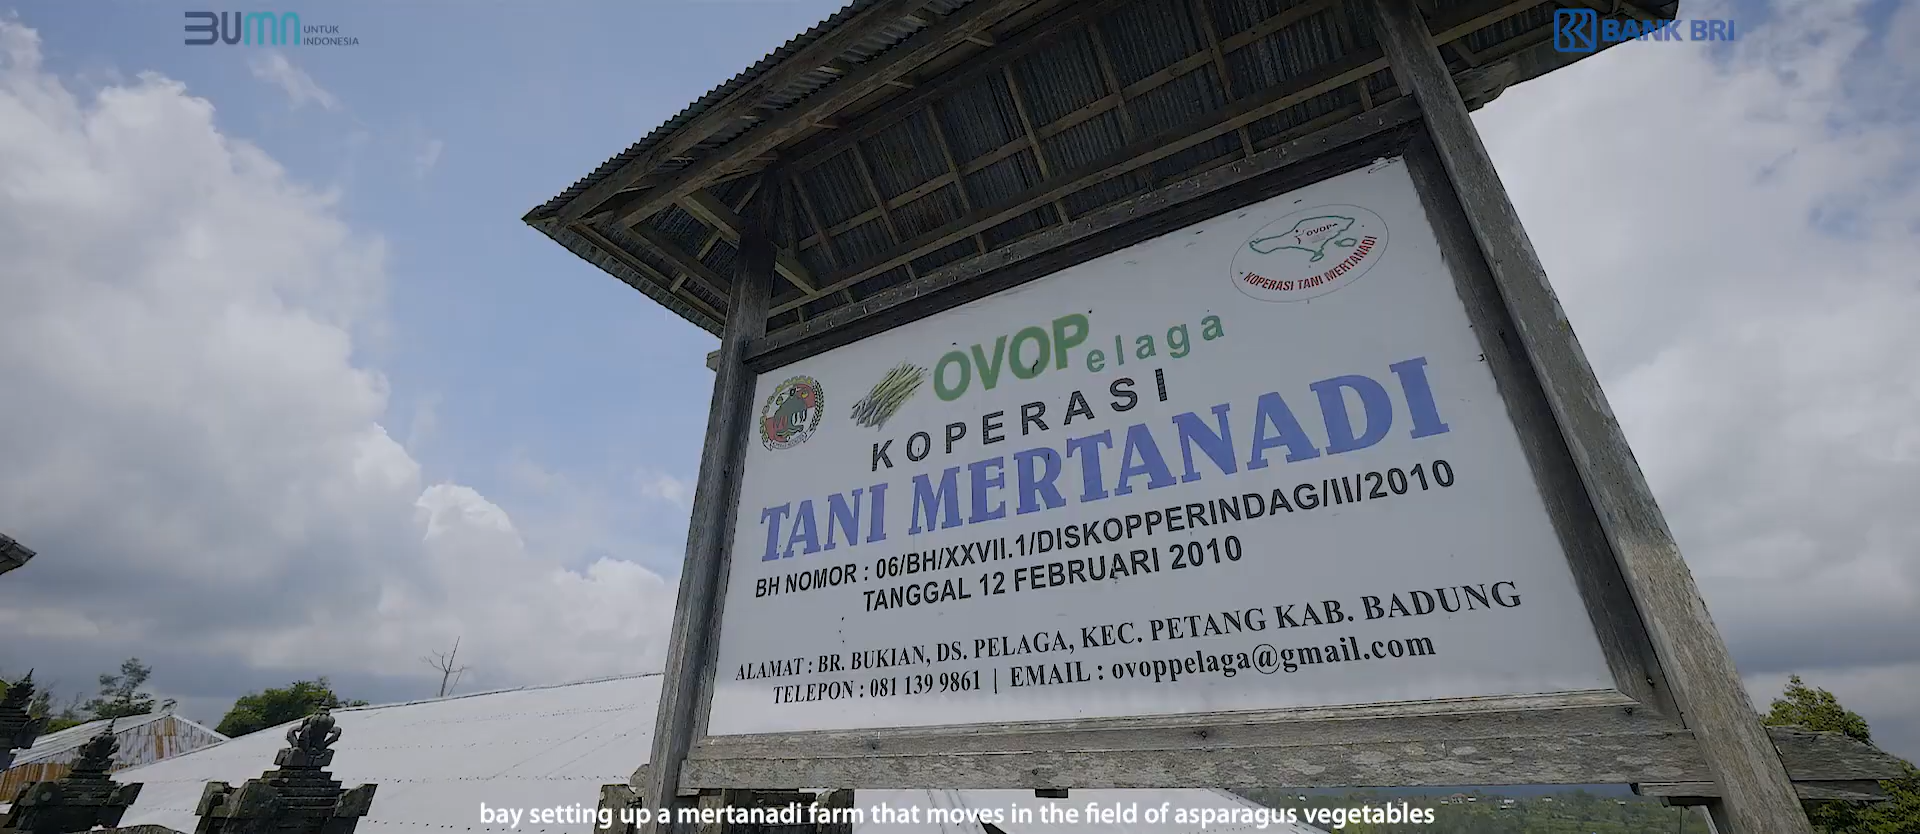 BUMN UNTUK INDONESIA
BANK BRI
OVOP
KOPERASI TANI MERTANADI
OVOPelaga
KOPERASI
TANI MERTANADI
BH NOMOR : 06/BH/XXVII.1/DISKOPPERINDAG/II/2010
TANGGAL 12 FEBRUARI 2010
ALAMAT : BR. BUKIAN, DS. PELAGA, KEC. PETANG KAB. BADUNG
TELEPON : 081 139 9861 | EMAIL : ovoppelaga@gmail.com
bay setting up a mertanadi farm that moves in the field of asparagus vegetables